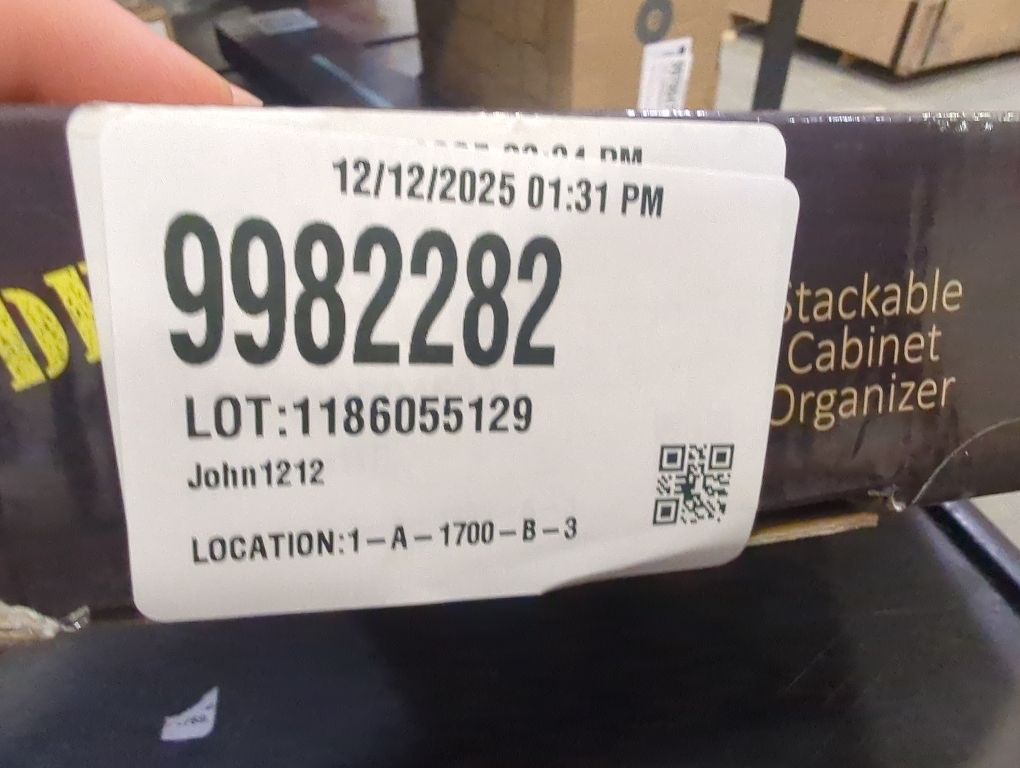 12/12/2025 01:31 PM
9982282
LOT:1186055129
John1212
LOCATION:1-A-1700-B-3
Stackable
Cabinet
Organizer